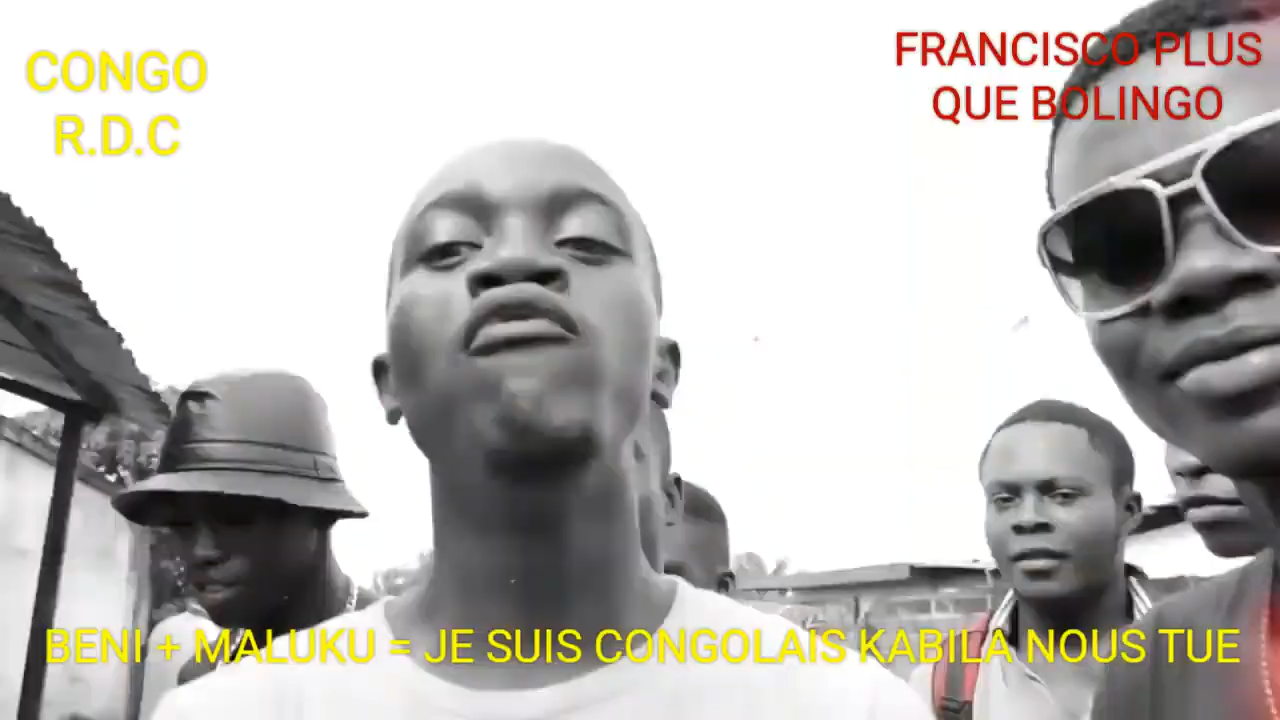 CONGO
R.D.C
FRANCISCO PLUS
QUE BOLINGO
BENI + MALUKU = JE SUIS CONGOLAIS KABILA NOUS TUE